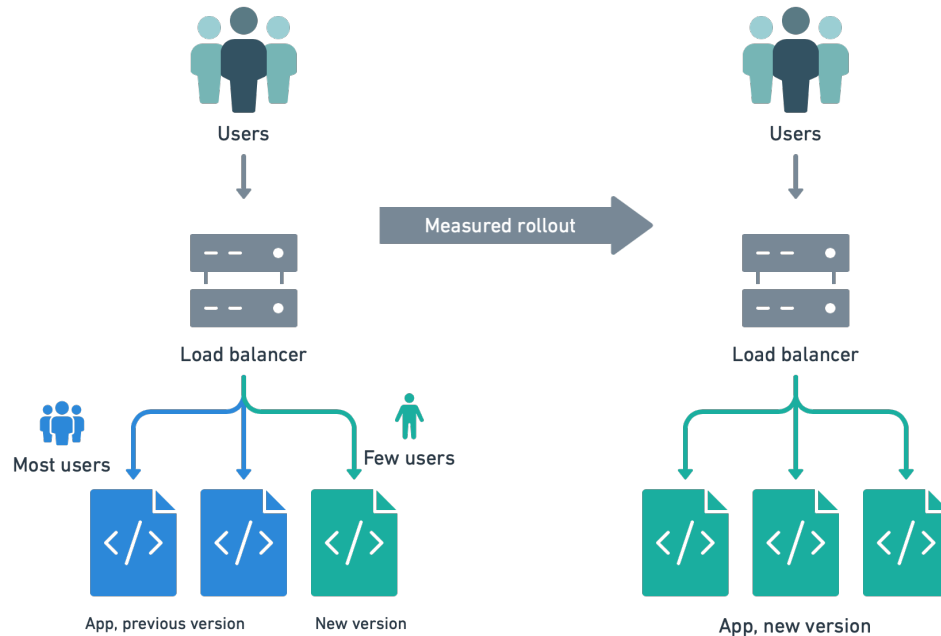 Users
Users
Measured rollout
Load balancer
Load balancer
Most users
Few users
</>
</>
</>
</>
</>
</>
App, previous version
New version
App, new version